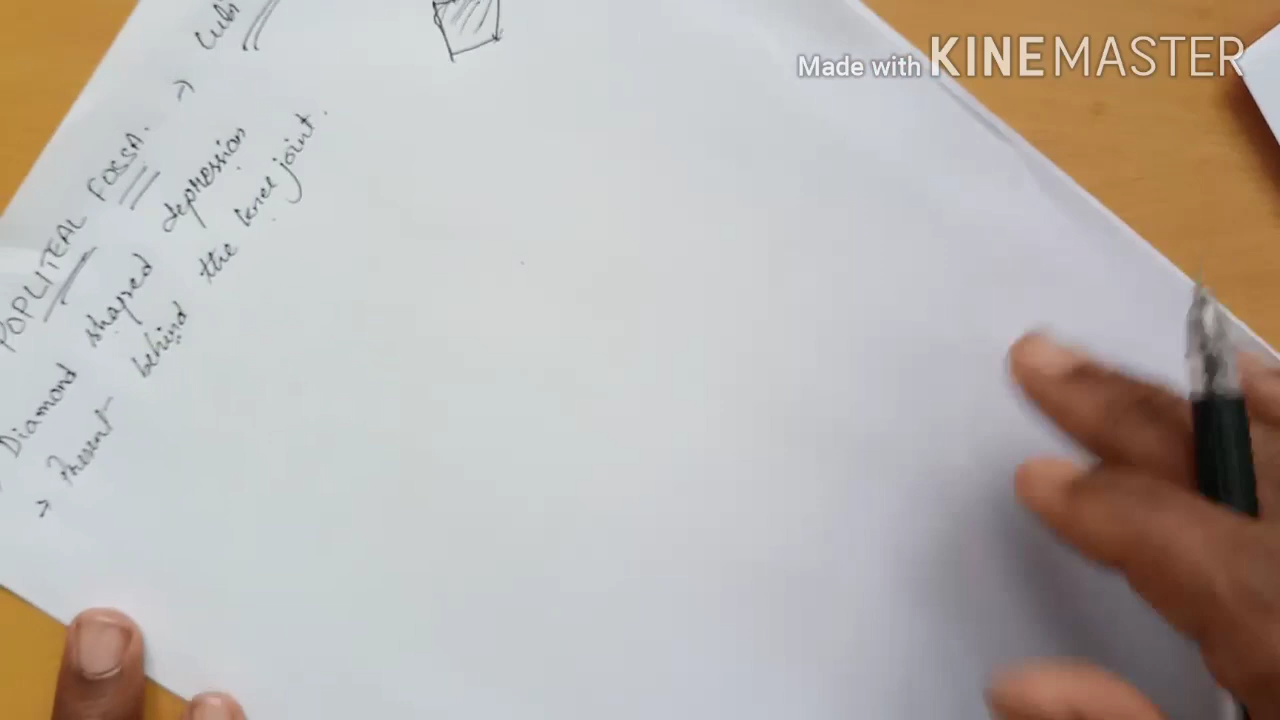 Made with KINEMASTER
POPLITEAL FOSSA. >
Diamond shaped depression
> Present behind the knee joint.